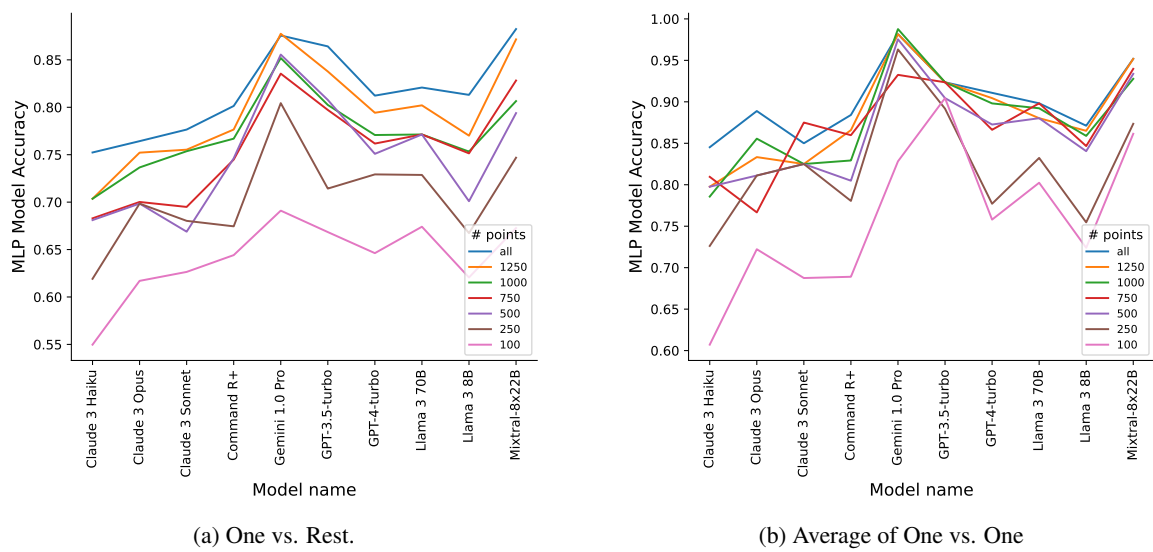 MLP Model Accuracy
0.85
0.80
0.75
0.70
0.65
0.60
0.55
# points
all
1250
1000
750
500
250
100
Claude 3 Haiku
Claude 3 Opus
Claude 3 Sonnet
Command R+
Gemini 1.0 Pro
GPT-3.5-turbo
GPT-4-turbo
Llama 3 70B
Llama 3 8B
Mixtral-8x22B
Model name
(a) One vs. Rest.
MLP Model Accuracy
1.00
0.95
0.90
0.85
0.80
0.75
0.70
0.65
0.60
# points
all
1250
1000
750
500
250
100
Claude 3 Haiku
Claude 3 Opus
Claude 3 Sonnet
Command R+
Gemini 1.0 Pro
GPT-3.5-turbo
GPT-4-turbo
Llama 3 70B
Llama 3 8B
Mixtral-8x22B
Model name
(b) Average of One vs. One